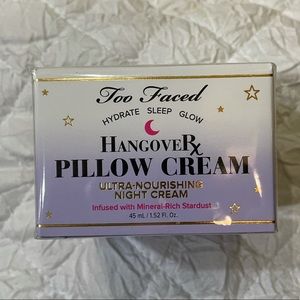 Too Faced
HYDRATE SLEEP GLOW
HANGOVERx
PILLOW CREAM
ULTRA-NOURISHING
NIGHT CREAM
Infused with Mineral-Rich Stardust
45 mL / 1.52 Fl. Oz.